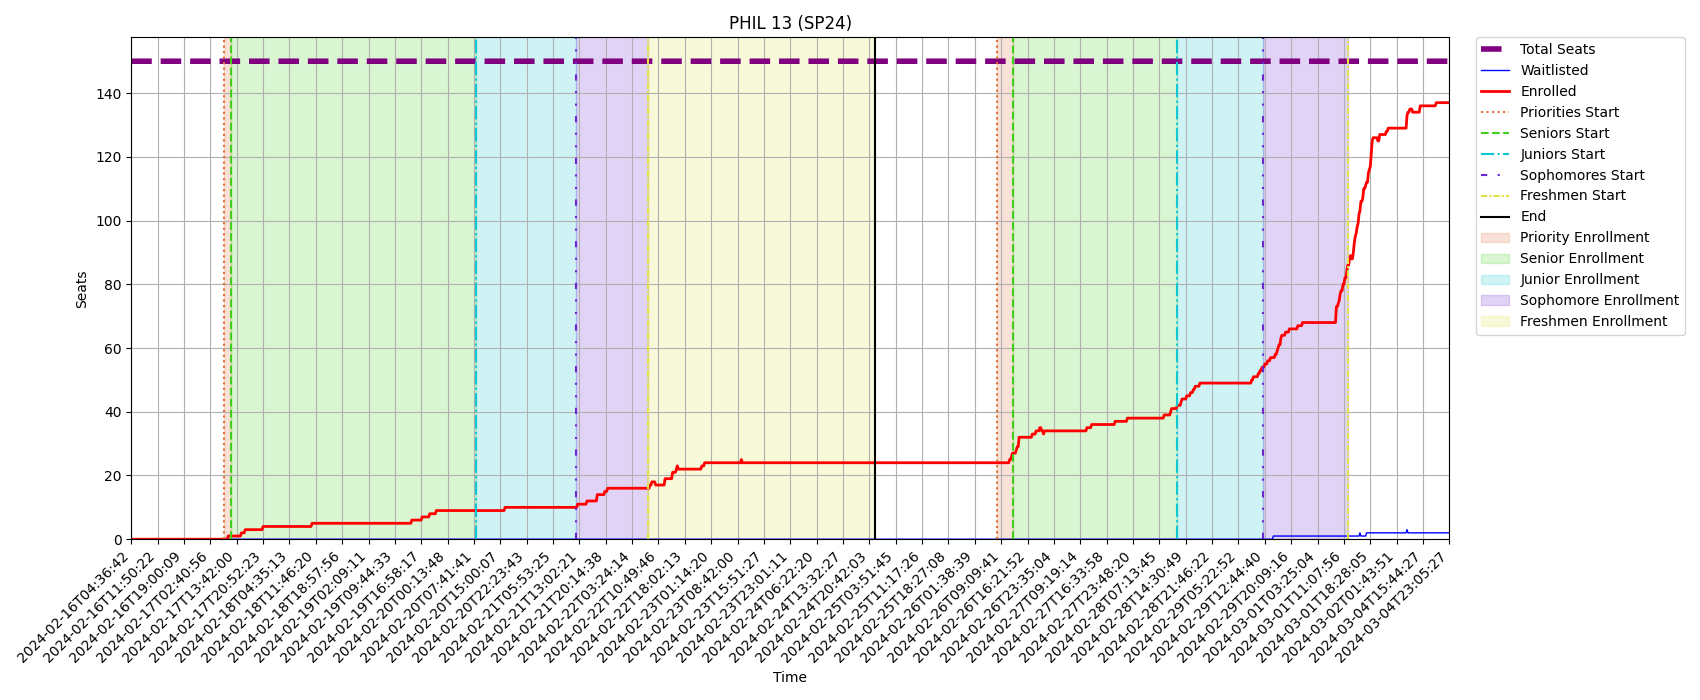 PHIL 13 (SP24)
Seats
140
120
100
80
60
40
20
0
2024-02-16T04:36:42
2024-02-16T11:50:22
2024-02-16T19:00:09
2024-02-17T02:40:56
2024-02-17T13:42:00
2024-02-17T20:52:23
2024-02-18T04:35:13
2024-02-18T11:46:20
2024-02-18T18:57:56
2024-02-19T02:09:11
2024-02-19T09:44:33
2024-02-19T16:58:17
2024-02-20T00:13:48
2024-02-20T07:41:41
2024-02-20T15:00:07
2024-02-20T22:23:43
2024-02-21T05:53:25
2024-02-21T13:02:21
2024-02-21T20:14:38
2024-02-22T03:24:14
2024-02-22T10:49:46
2024-02-22T18:02:13
2024-02-23T01:14:20
2024-02-23T08:42:00
2024-02-23T15:51:27
2024-02-23T23:01:11
2024-02-24T06:22:20
2024-02-24T13:32:27
2024-02-24T20:42:03
2024-02-25T03:51:45
2024-02-25T11:17:26
2024-02-25T18:27:08
2024-02-26T01:38:39
2024-02-26T09:09:41
2024-02-26T16:21:52
2024-02-26T23:35:04
2024-02-27T09:19:14
2024-02-27T16:33:58
2024-02-27T23:48:20
2024-02-28T07:13:45
2024-02-28T14:30:49
2024-02-28T21:46:22
2024-02-29T05:22:52
2024-02-29T12:44:40
2024-02-29T20:09:16
2024-03-01T03:25:04
2024-03-01T11:07:56
2024-03-01T18:28:05
2024-03-02T01:43:51
2024-03-04T15:44:27
2024-03-04T23:05:27
Time
Total Seats
Waitlisted
Enrolled
Priorities Start
Seniors Start
Juniors Start
Sophomores Start
Freshmen Start
End
Priority Enrollment
Senior Enrollment
Junior Enrollment
Sophomore Enrollment
Freshmen Enrollment